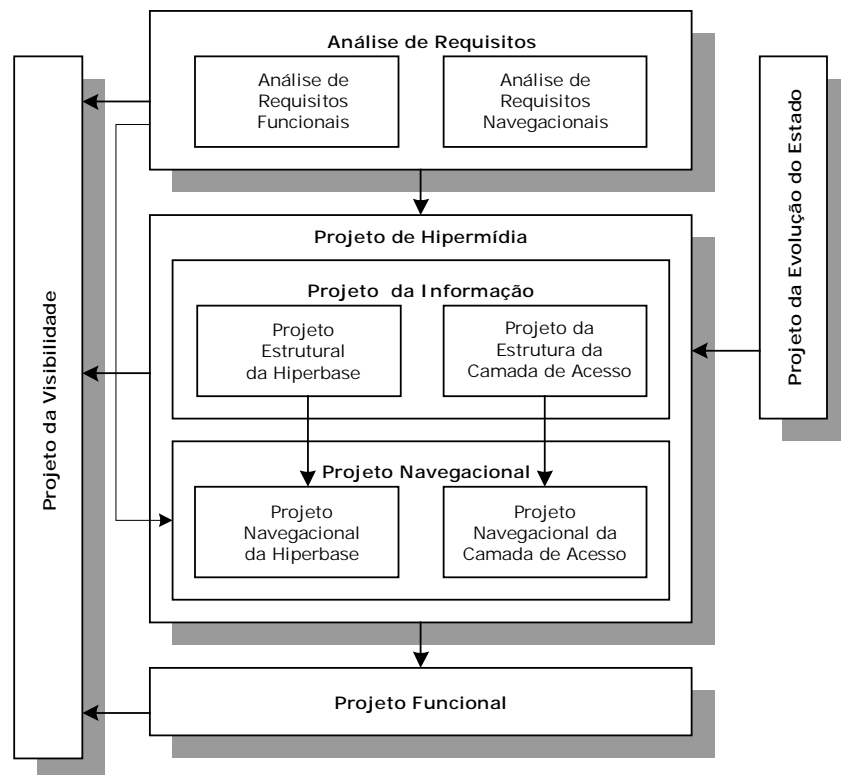 Análise de Requisitos
Análise de
Requisitos
Funcionais
Análise de
Requisitos
Navegacionais
Projeto da Visibilidade
Projeto da Evolução do Estado
Projeto de Hipermídia
Projeto da Informação
Projeto
Estrutural
da Hiperbase
Projeto da
Estrutura da
Camada de Acesso
Projeto Navegacional
Projeto
Navegacional
da Hiperbase
Projeto
Navegacional da
Camada de Acesso
Projeto Funcional